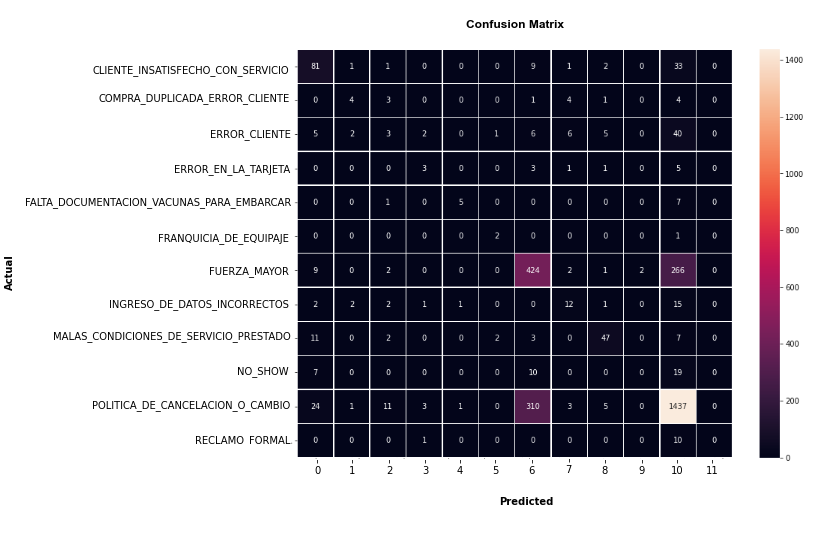 Confusion Matrix
CLIENTE_INSATISFECHO_CON_SERVICIO 81 1 1 0 0 0 9 1 2 0 33 0
COMPRA_DUPLICADA_ERROR_CLIENTE 0 4 3 0 0 0 1 4 1 0 4 0
ERROR_CLIENTE 5 2 3 2 0 1 6 6 5 0 40 0
ERROR_EN_LA_TARJETA 0 0 0 3 0 0 3 1 1 0 5 0
FALTA_DOCUMENTACION_VACUNAS_PARA_EMBARCAR 0 0 1 0 5 0 0 0 0 0 7 0
FRANQUICIA_DE_EQUIPAJE 0 0 0 0 0 2 0 0 0 0 1 0
FUERZA_MAYOR 9 0 2 0 0 0 424 2 1 2 266 0
INGRESO_DE_DATOS_INCORRECTOS 2 2 2 1 1 0 0 12 1 0 15 0
MALAS_CONDICIONES_DE_SERVICIO_PRESTADO 11 0 2 0 0 2 3 0 47 0 7 0
NO_SHOW 7 0 0 0 0 0 10 0 0 0 19 0
POLITICA_DE_CANCELACION_O_CAMBIO 24 1 11 3 1 0 310 3 5 0 1437 0
RECLAMO FORMAL 0 0 0 1 0 0 0 0 0 0 10 0
0 1 2 3 4 5 6 7 8 9 10 11
Predicted
Actual
1400
1200
1000
800
600
400
200
0